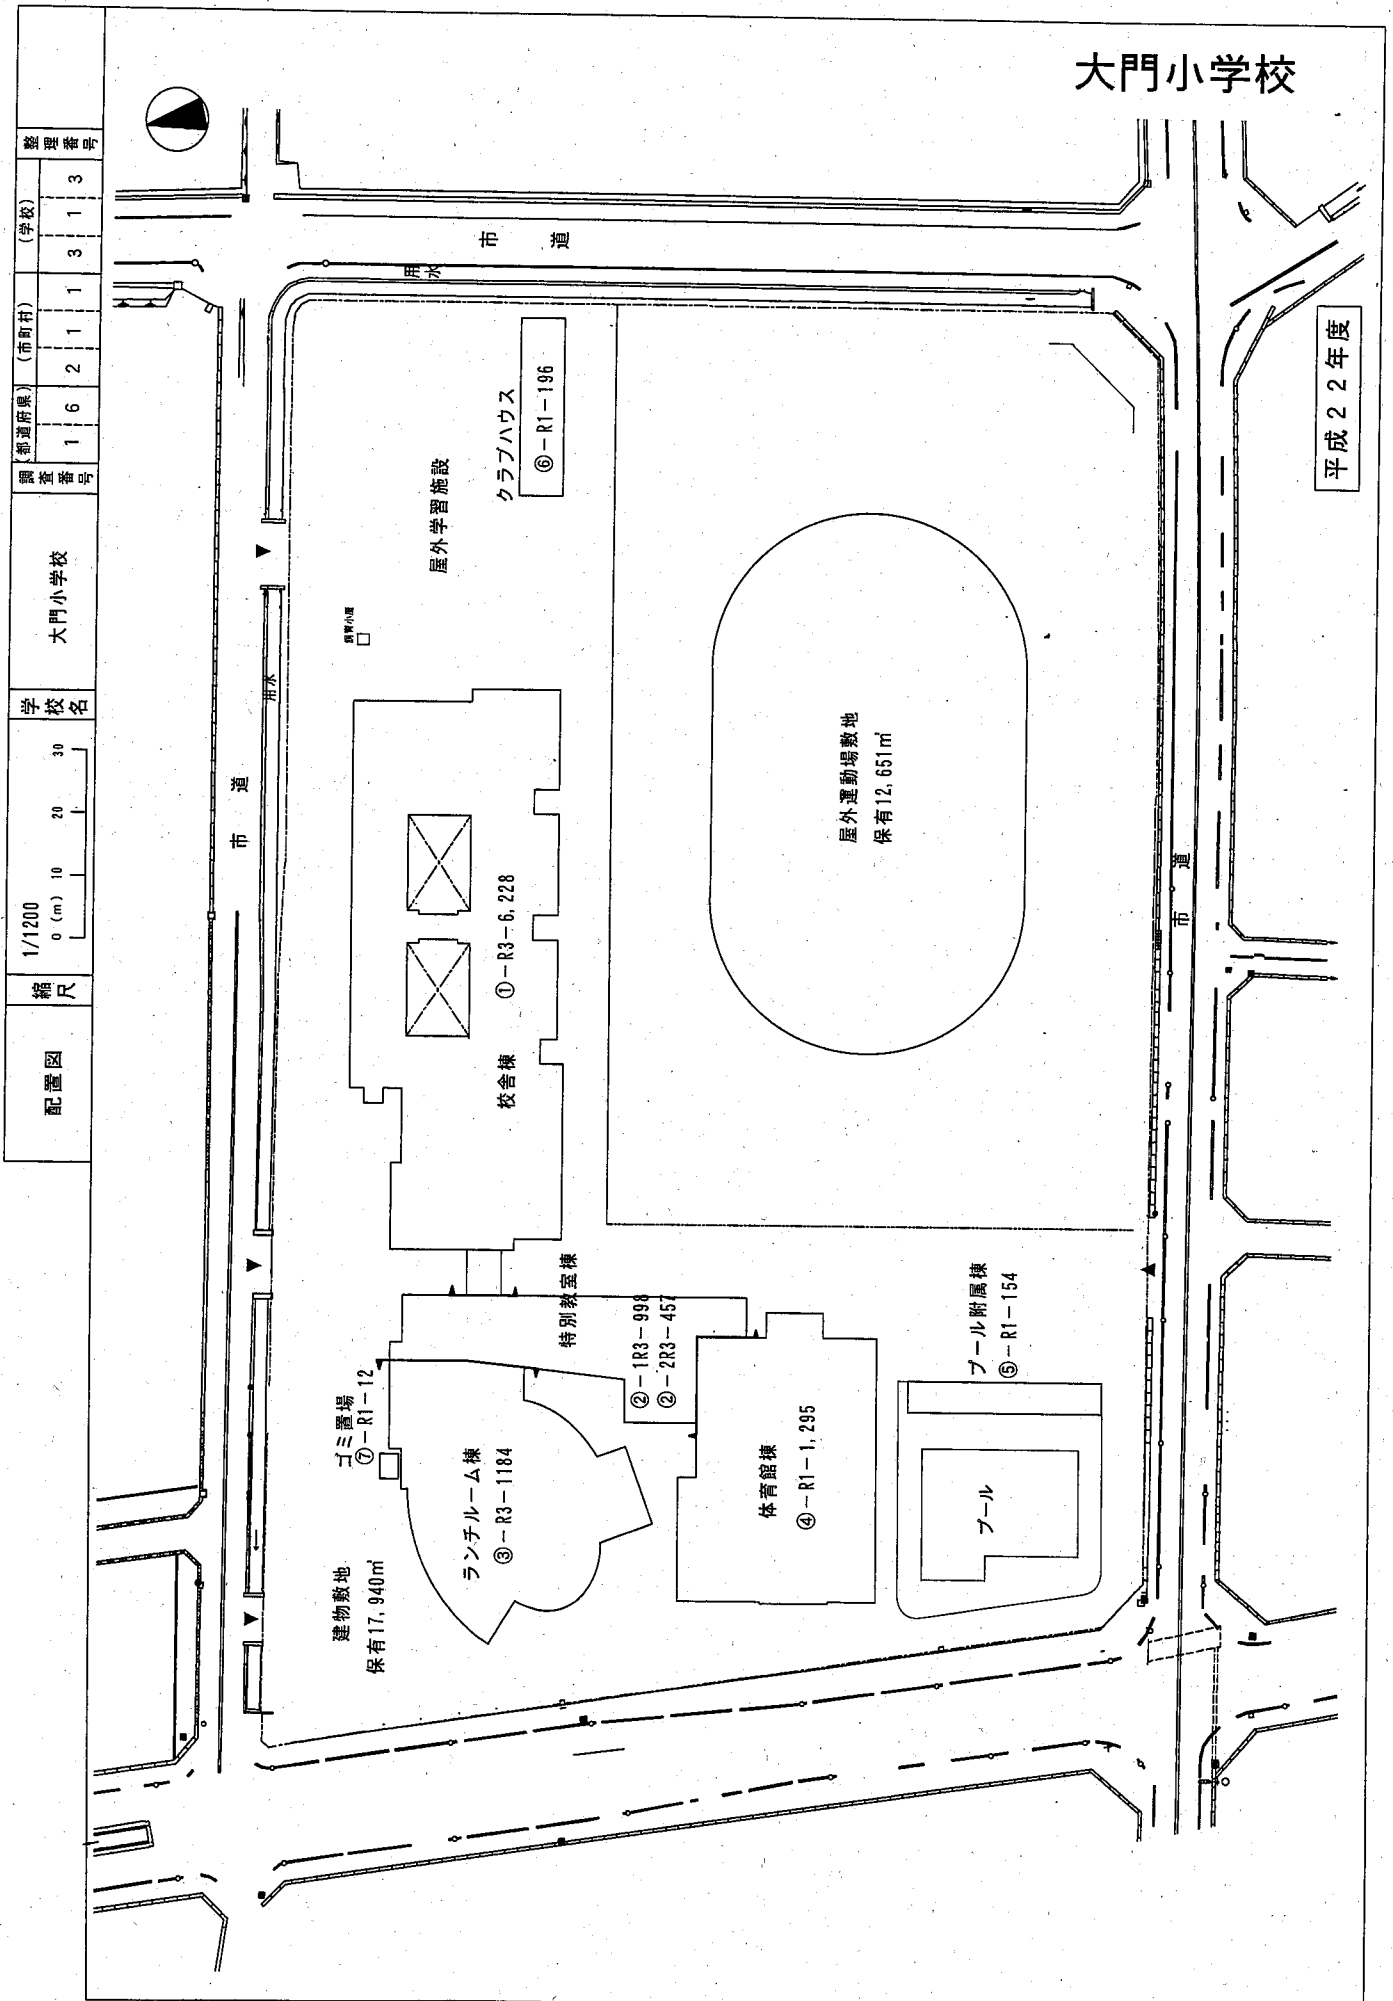 大門小学校
平成22年度
配置図
縮尺
1/1200
0 (m) 10 20 30
学校名
大門小学校
調査番号
(都道府県)
1 6
(市町村)
2 1 1
(学校)
3 1 3
整理番号
市道
用水
市道
用水
屋外学習施設
クラブハウス
⑥-R1-196
飼育小屋
①-R3-6,228
校舎棟
屋外運動場敷地
保有12,651㎡
市道
特別教室棟
②-1R3-998
②-2R3-457
ゴミ置場
⑦-R1-12
ランチルーム棟
③-R3-1184
建物敷地
保有17,940㎡
体育館棟
④-R1-1,295
プール附属棟
⑤-R1-154
プール